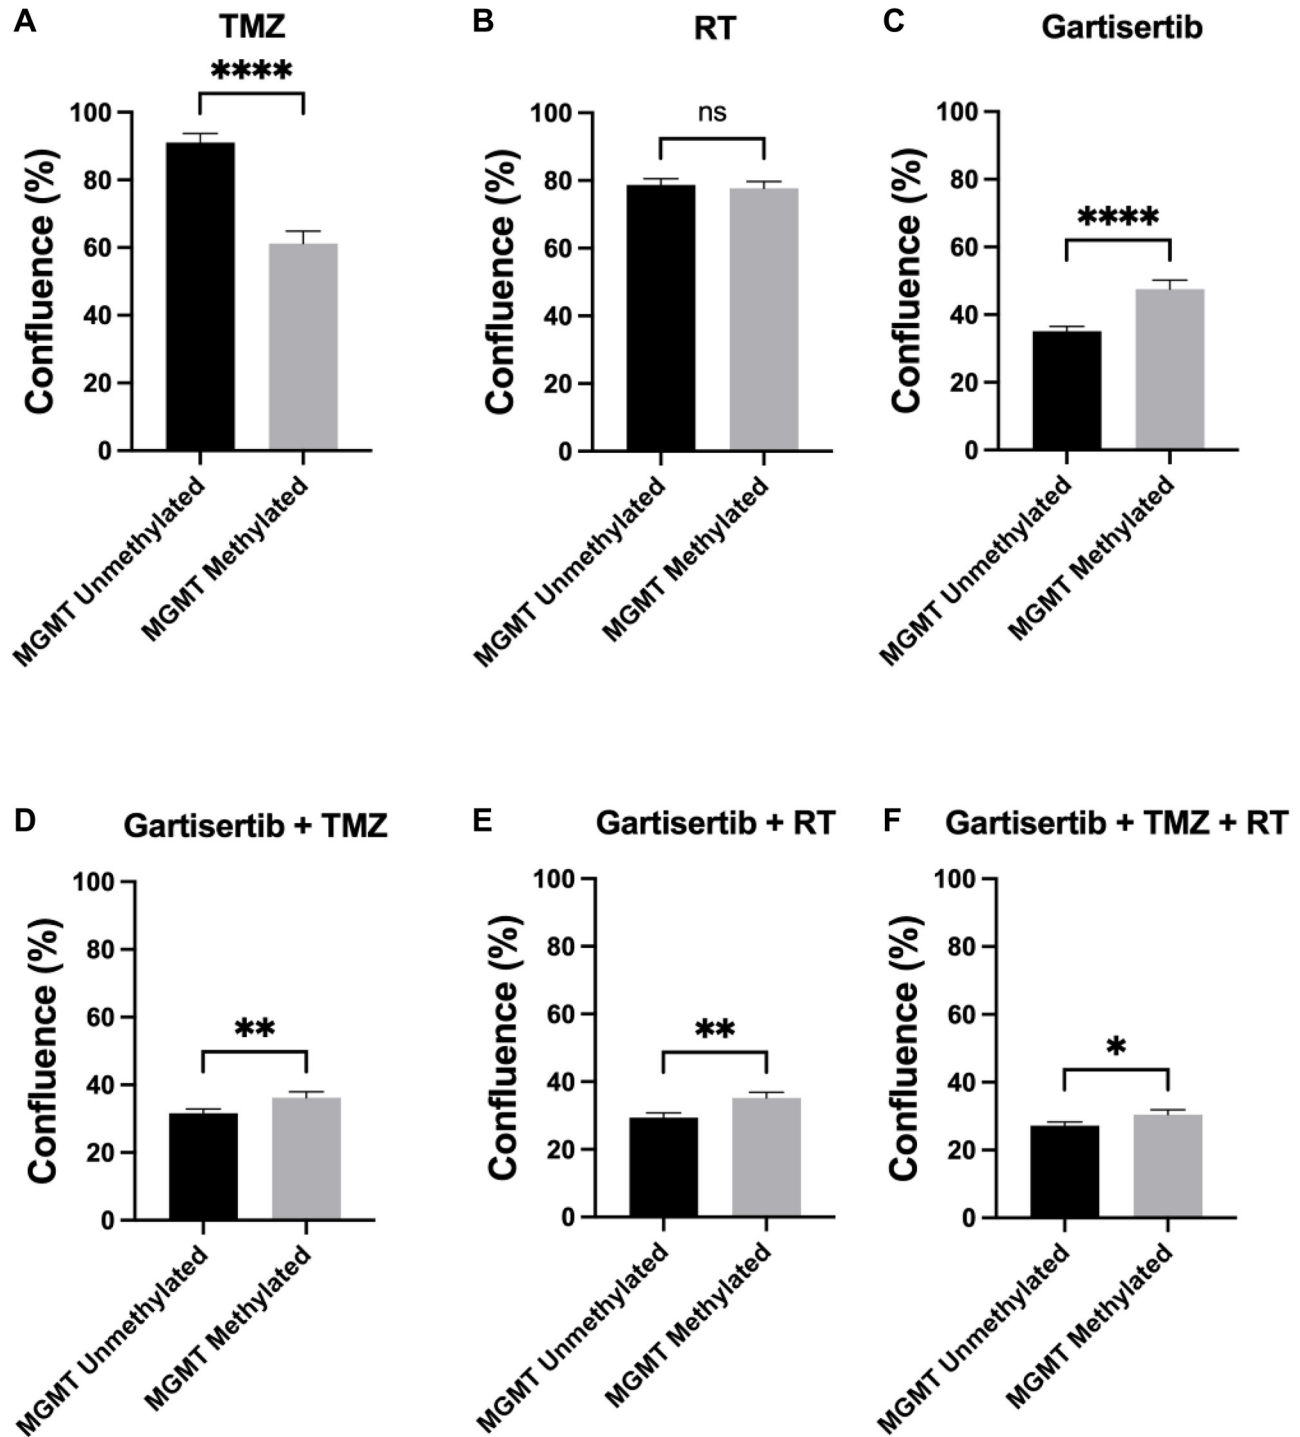 A
TMZ
****
Confluence (%)
100
80
60
40
20
0
MGMT Unmethylated
MGMT Methylated
B
RT
ns
Confluence (%)
100
80
60
40
20
0
MGMT Unmethylated
MGMT Methylated
C
Gartisertib
****
Confluence (%)
100
80
60
40
20
0
MGMT Unmethylated
MGMT Methylated
D
Gartisertib + TMZ
**
Confluence (%)
100
80
60
40
20
0
MGMT Unmethylated
MGMT Methylated
E
Gartisertib + RT
**
Confluence (%)
100
80
60
40
20
0
MGMT Unmethylated
MGMT Methylated
F
Gartisertib + TMZ + RT
*
Confluence (%)
100
80
60
40
20
0
MGMT Unmethylated
MGMT Methylated